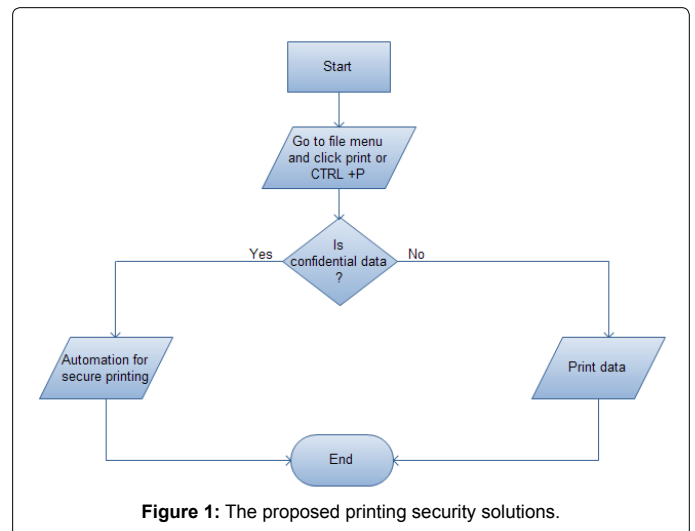 Start
Go to file menu
and click print or
CTRL +P
Is
confidential data
?
Yes
No
Automation for
secure printing
Print data
End
Figure 1: The proposed printing security solutions.